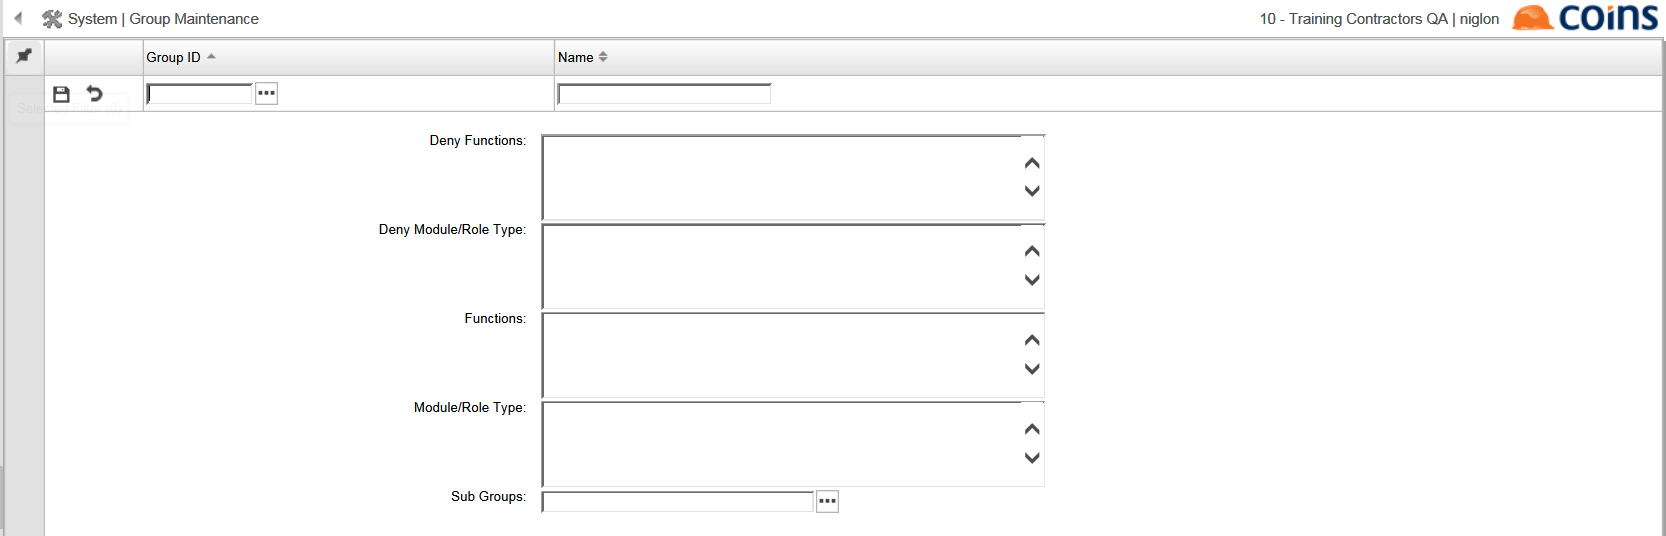 System | Group Maintenance
10 - Training Contractors QA | niglon
coins
Group ID
Name
Deny Functions:
Deny Module/Role Type:
Functions:
Module/Role Type:
Sub Groups: